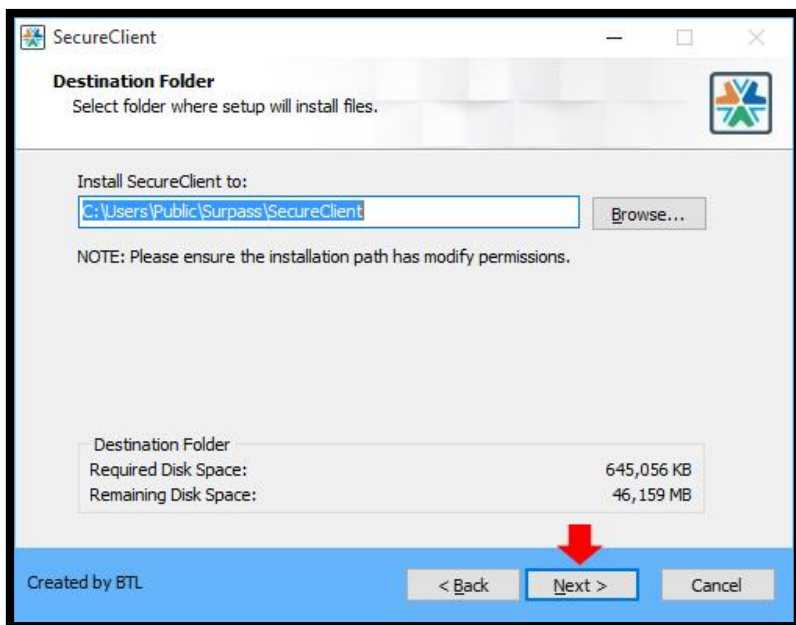 SecureClient
Destination Folder
Select folder where setup will install files.
Install SecureClient to:
C:\Users\Public\Surpass\SecureClient
Browse...
NOTE: Please ensure the installation path has modify permissions.
Destination Folder
Required Disk Space: 645,056 KB
Remaining Disk Space: 46,159 MB
Created by BTL
< Back
Next >
Cancel